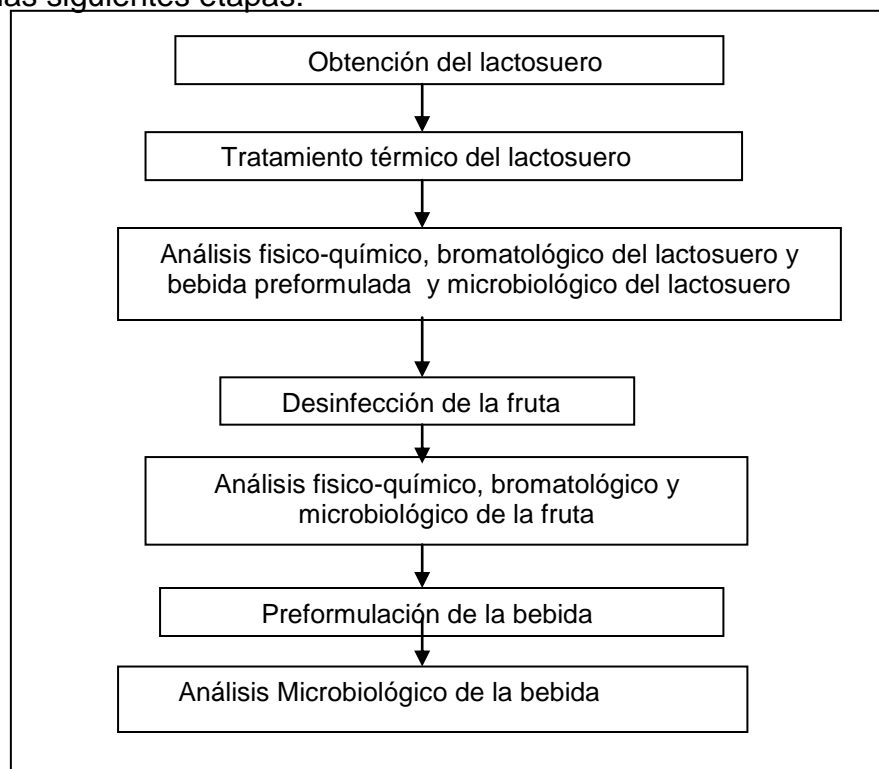 las siguientes etapas:
Obtención del lactosuero
Tratamiento térmico del lactosuero
Análisis fisico-químico, bromatológico del lactosuero y
bebida preformulada y microbiológico del lactosuero
Desinfección de la fruta
Análisis fisico-químico, bromatológico y
microbiológico de la fruta
Preformulación de la bebida
Análisis Microbiológico de la bebida